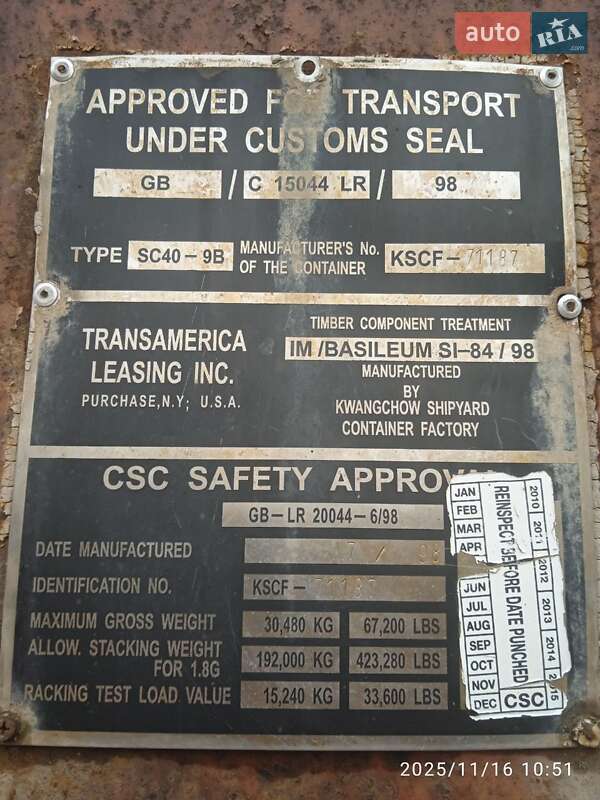 auto RIA.com
APPROVED FOR TRANSPORT
UNDER CUSTOMS SEAL
GB / C 15044 LR / 98
TYPE SC40-9B MANUFACTURER'S No. OF THE CONTAINER KSCF-71187
TRANSAMERICA
LEASING INC.
PURCHASE, N.Y; U.S.A.
TIMBER COMPONENT TREATMENT
IM/BASILEUM SI-84/98
MANUFACTURED
BY
KWANGCHOW SHIPYARD
CONTAINER FACTORY
CSC SAFETY APPROVAL
GB-LR 20044-6/98
DATE MANUFACTURED 7 / 98
IDENTIFICATION NO. KSCF-71187
MAXIMUM GROSS WEIGHT 30,480 KG 67,200 LBS
ALLOW. STACKING WEIGHT
FOR 1.8G 192,000 KG 423,280 LBS
RACKING TEST LOAD VALUE 15,240 KG 33,600 LBS
JAN
FEB
MAR
APR
JUN
JUL
AUG
SEP
OCT
NOV
DEC
REINSPECT BEFORE DATE PUNCHED
CSC
2010
2011
2012
2013
2014
2015
2025/11/16 10:51